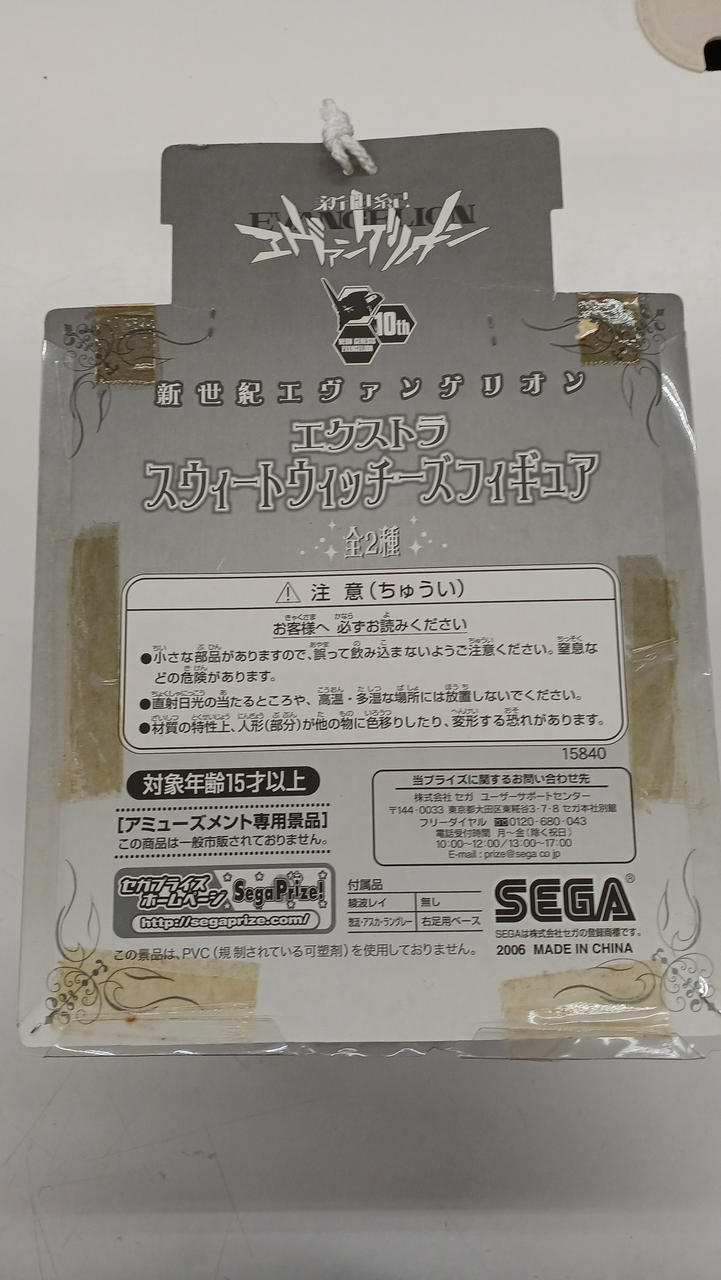 新世紀
EVANGELION
エヴァンゲリオン
10th
NEON GENESIS
新世紀エヴァンゲリオン
エクストラ
スウィートウィッチーズフィギュア
全2種
注意(ちゅうい)
お客様へ 必ずお読みください
●小さな部品がありますので、誤って飲み込まないようご注意ください。窒息な
どの危険があります。
●直射日光の当たるところや、高温・多湿な場所には放置しないでください。
●材質の特性上、人形(部分)が他の物に色移りしたり、変形する恐れがあります。
15840
対象年齢15才以上
[アミューズメント専用景品]
この商品は一般市販されておりません。
当プライズに関するお問い合わせ先
株式会社 セガ ユーザーサポートセンター
〒144-0033 東京都大田区東糀谷3-7-8 セガ本社別館
フリーダイヤル 0120-680-043
電話受付時間 月〜金(除く祝日)
10:00〜12:00/13:00〜17:00
E-mail : prize@sega.co.jp
セガプライズ
ホームページ
SegaPrize!
http://segaprize.com/
付属品
綾波レイ 無し
惣流・アスカ・ラングレー 右足用ベース
SEGA®
SEGAは株式会社セガの登録商標です。
2006 MADE IN CHINA
この景品は、PVC(規制されている可塑剤)を使用しておりません。